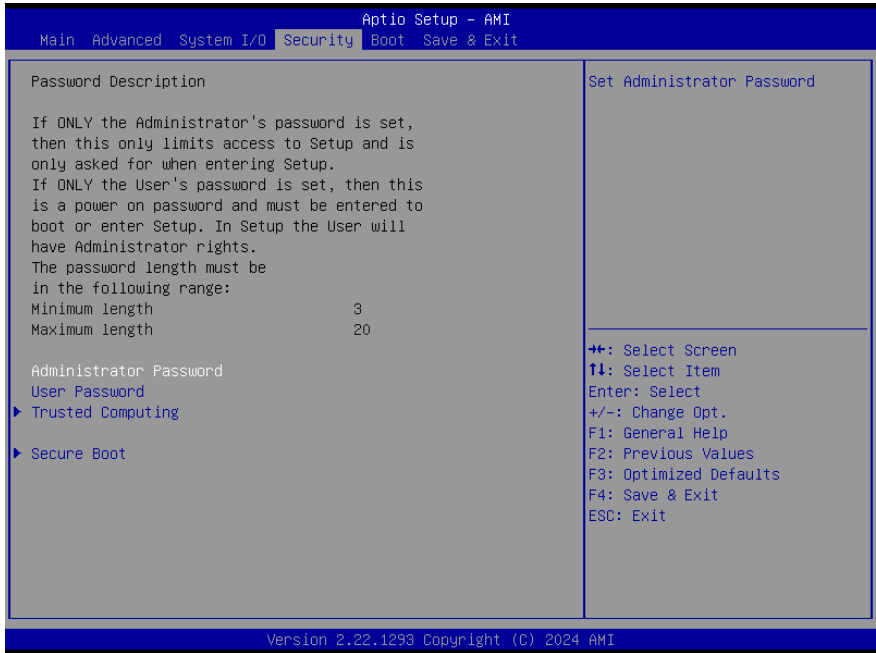 Aptio Setup – AMI
Main Advanced System I/O Security Boot Save & Exit
Password Description
If ONLY the Administrator's password is set,
then this only limits access to Setup and is
only asked for when entering Setup.
If ONLY the User's password is set, then this
is a power on password and must be entered to
boot or enter Setup. In Setup the User will
have Administrator rights.
The password length must be
in the following range:
Minimum length 3
Maximum length 20
Administrator Password
User Password
Trusted Computing
Secure Boot
Set Administrator Password
→←: Select Screen
↑↓: Select Item
Enter: Select
+/-: Change Opt.
F1: General Help
F2: Previous Values
F3: Optimized Defaults
F4: Save & Exit
ESC: Exit
Version 2.22.1293 Copyright (C) 2024 AMI